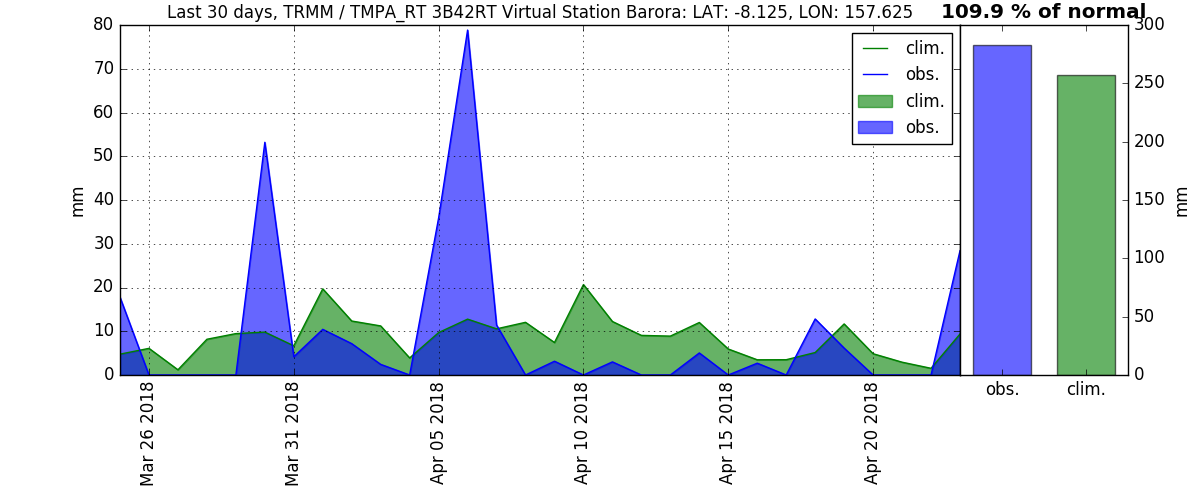 Last 30 days, TRMM / TMPA_RT 3B42RT Virtual Station Barora: LAT: -8.125, LON: 157.625
109.9 % of normal
80
70
60
50
40
30
20
10
0
mm
clim.
obs.
clim.
obs.
300
250
200
150
100
50
0
mm
obs.
clim.
Mar 26 2018
Mar 31 2018
Apr 05 2018
Apr 10 2018
Apr 15 2018
Apr 20 2018